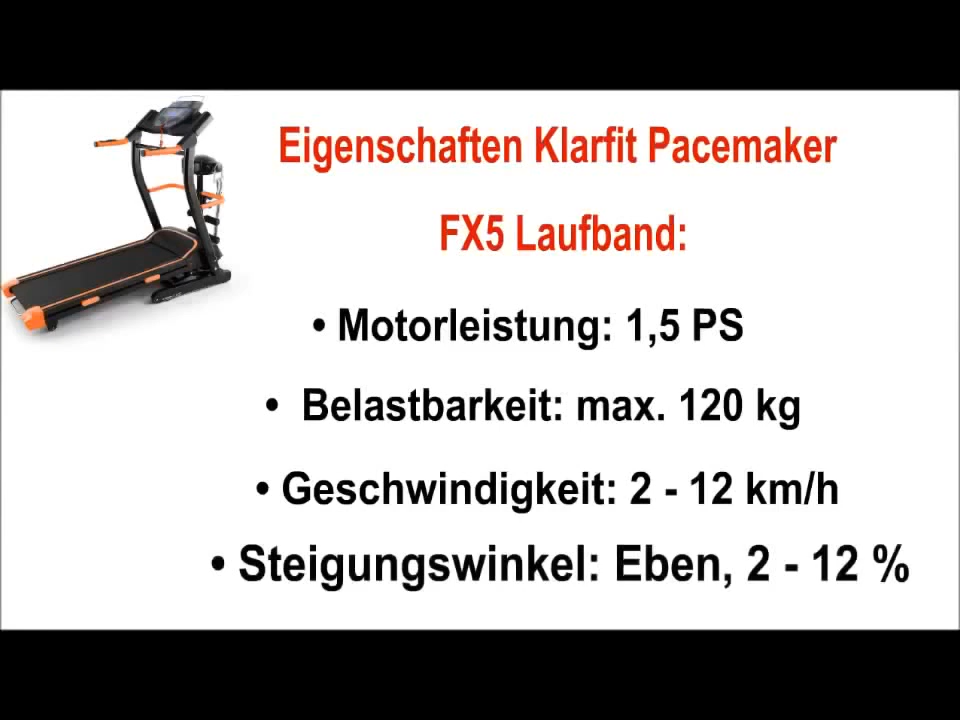 Eigenschaften Klarfit Pacemaker
FX5 Laufband:
• Motorleistung: 1,5 PS
• Belastbarkeit: max. 120 kg
• Geschwindigkeit: 2 - 12 km/h
• Steigungswinkel: Eben, 2 - 12 %